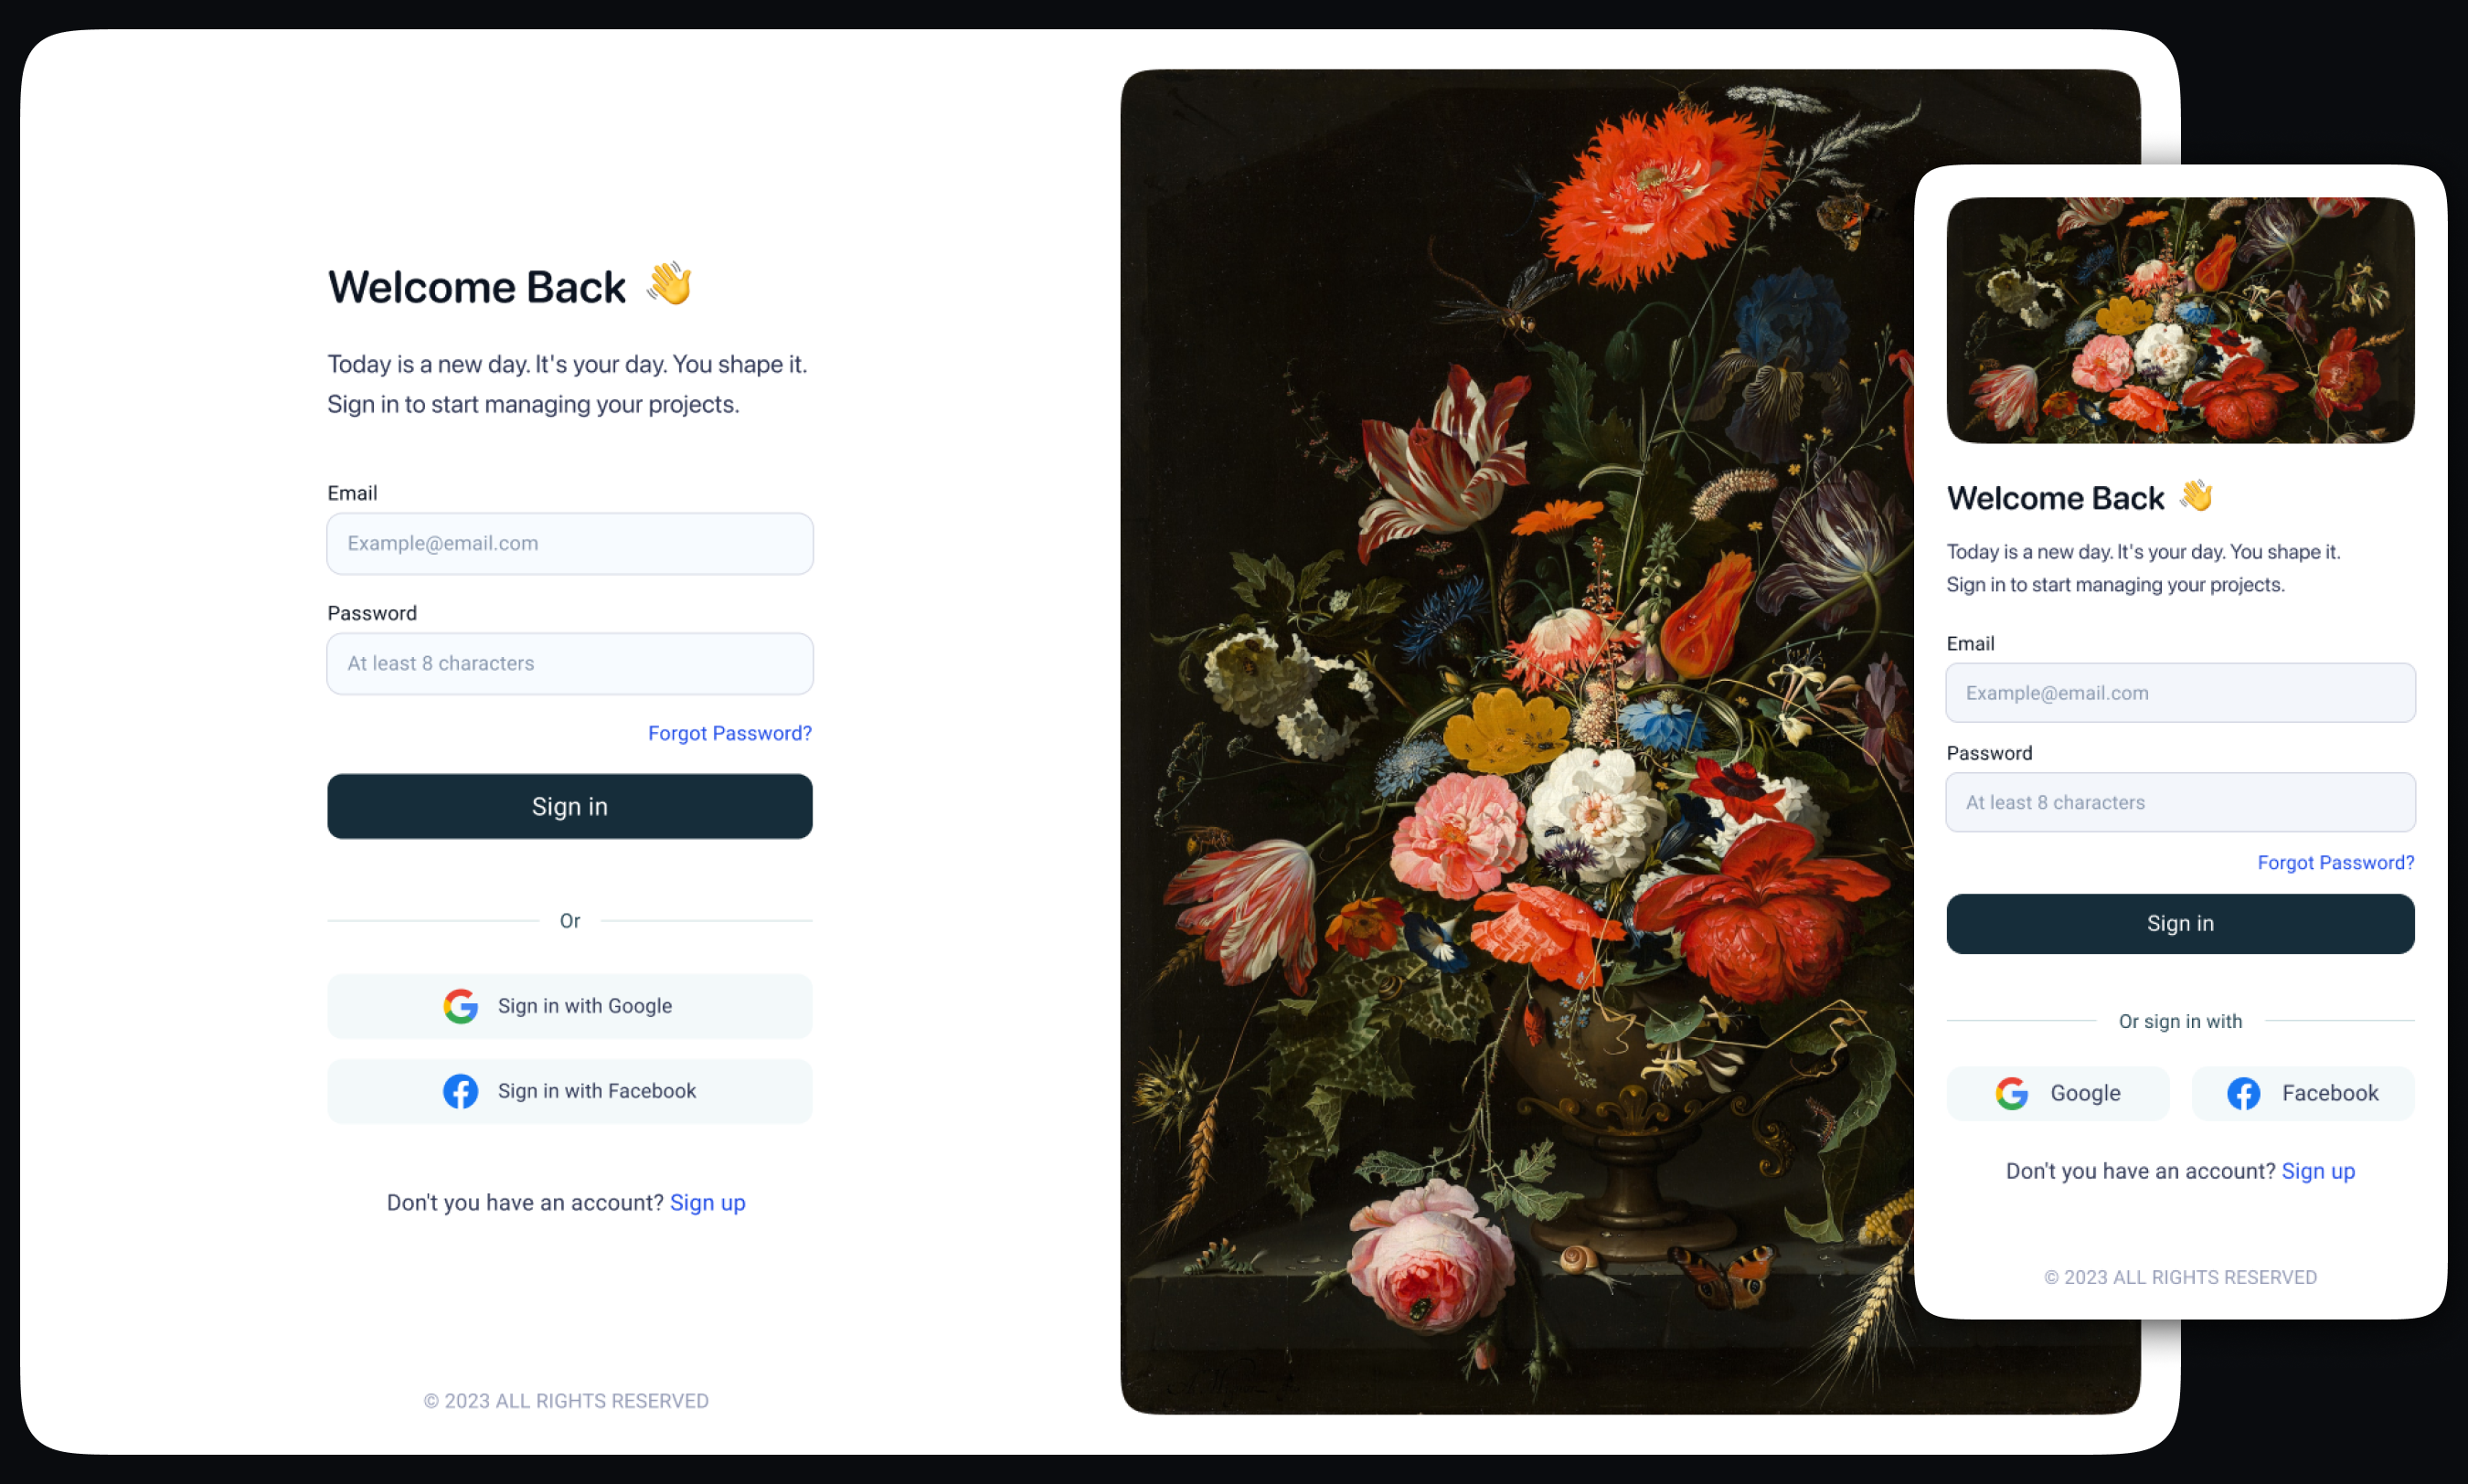 Welcome Back 👋
Today is a new day. It's your day. You shape it.
Sign in to start managing your projects.
Email
Example@email.com
Password
At least 8 characters
Forgot Password?
Sign in
Or
Sign in with Google
Sign in with Facebook
Don't you have an account? Sign up
© 2023 ALL RIGHTS RESERVED
Welcome Back 👋
Today is a new day. It's your day. You shape it.
Sign in to start managing your projects.
Email
Example@email.com
Password
At least 8 characters
Forgot Password?
Sign in
Or sign in with
Google
Facebook
Don't you have an account? Sign up
© 2023 ALL RIGHTS RESERVED